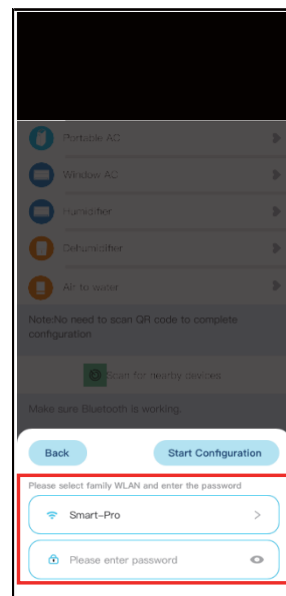 Portable AC
Window AC
Humidifier
Dehumidifier
Air to water
Note:No need to scan QR code to complete
configuration
Scan for nearby devices
Make sure Bluetooth is working.
Back
Start Configuration
Please select family WLAN and enter the password
Smart-Pro
Please enter password